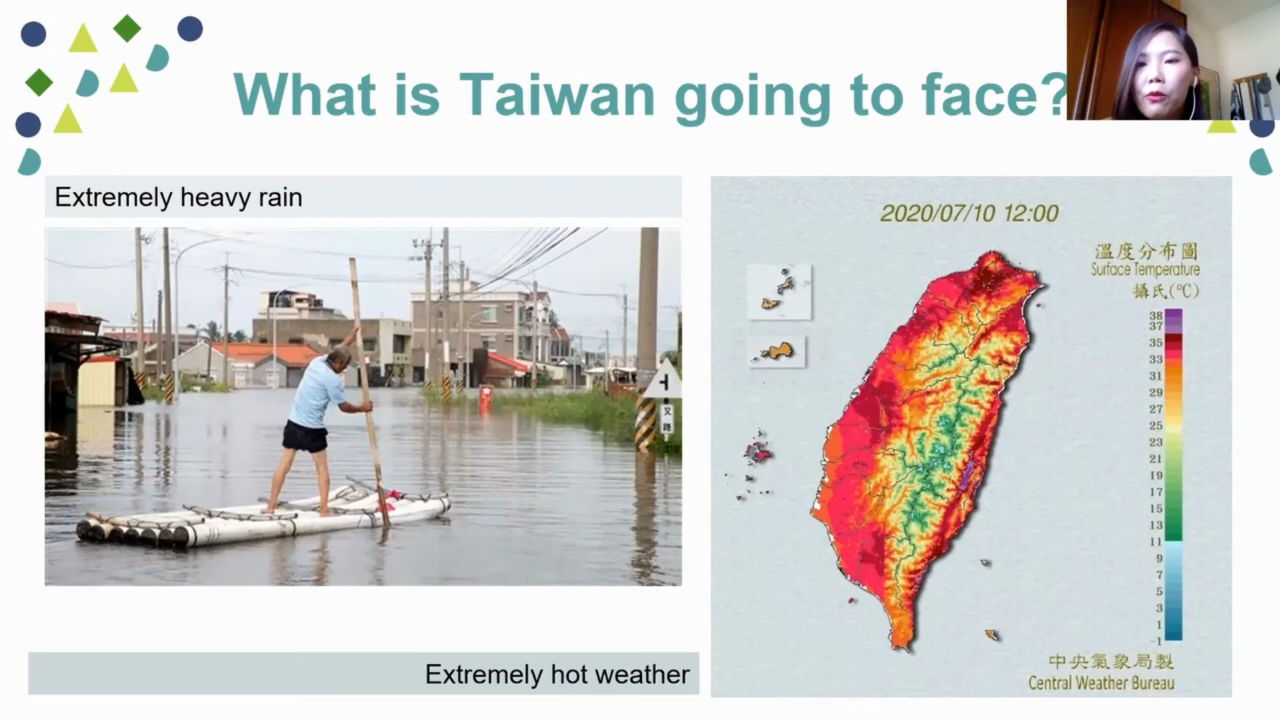 What is Taiwan going to face?
Extremely heavy rain
又
路
2020/07/10 12:00
溫度分布圖
Surface Temperature
攝氏(°C)
38
37
35
33
31
29
27
25
23
21
19
17
15
13
11
9
7
5
3
1
-1
中央氣象局製
Central Weather Bureau
Extremely hot weather